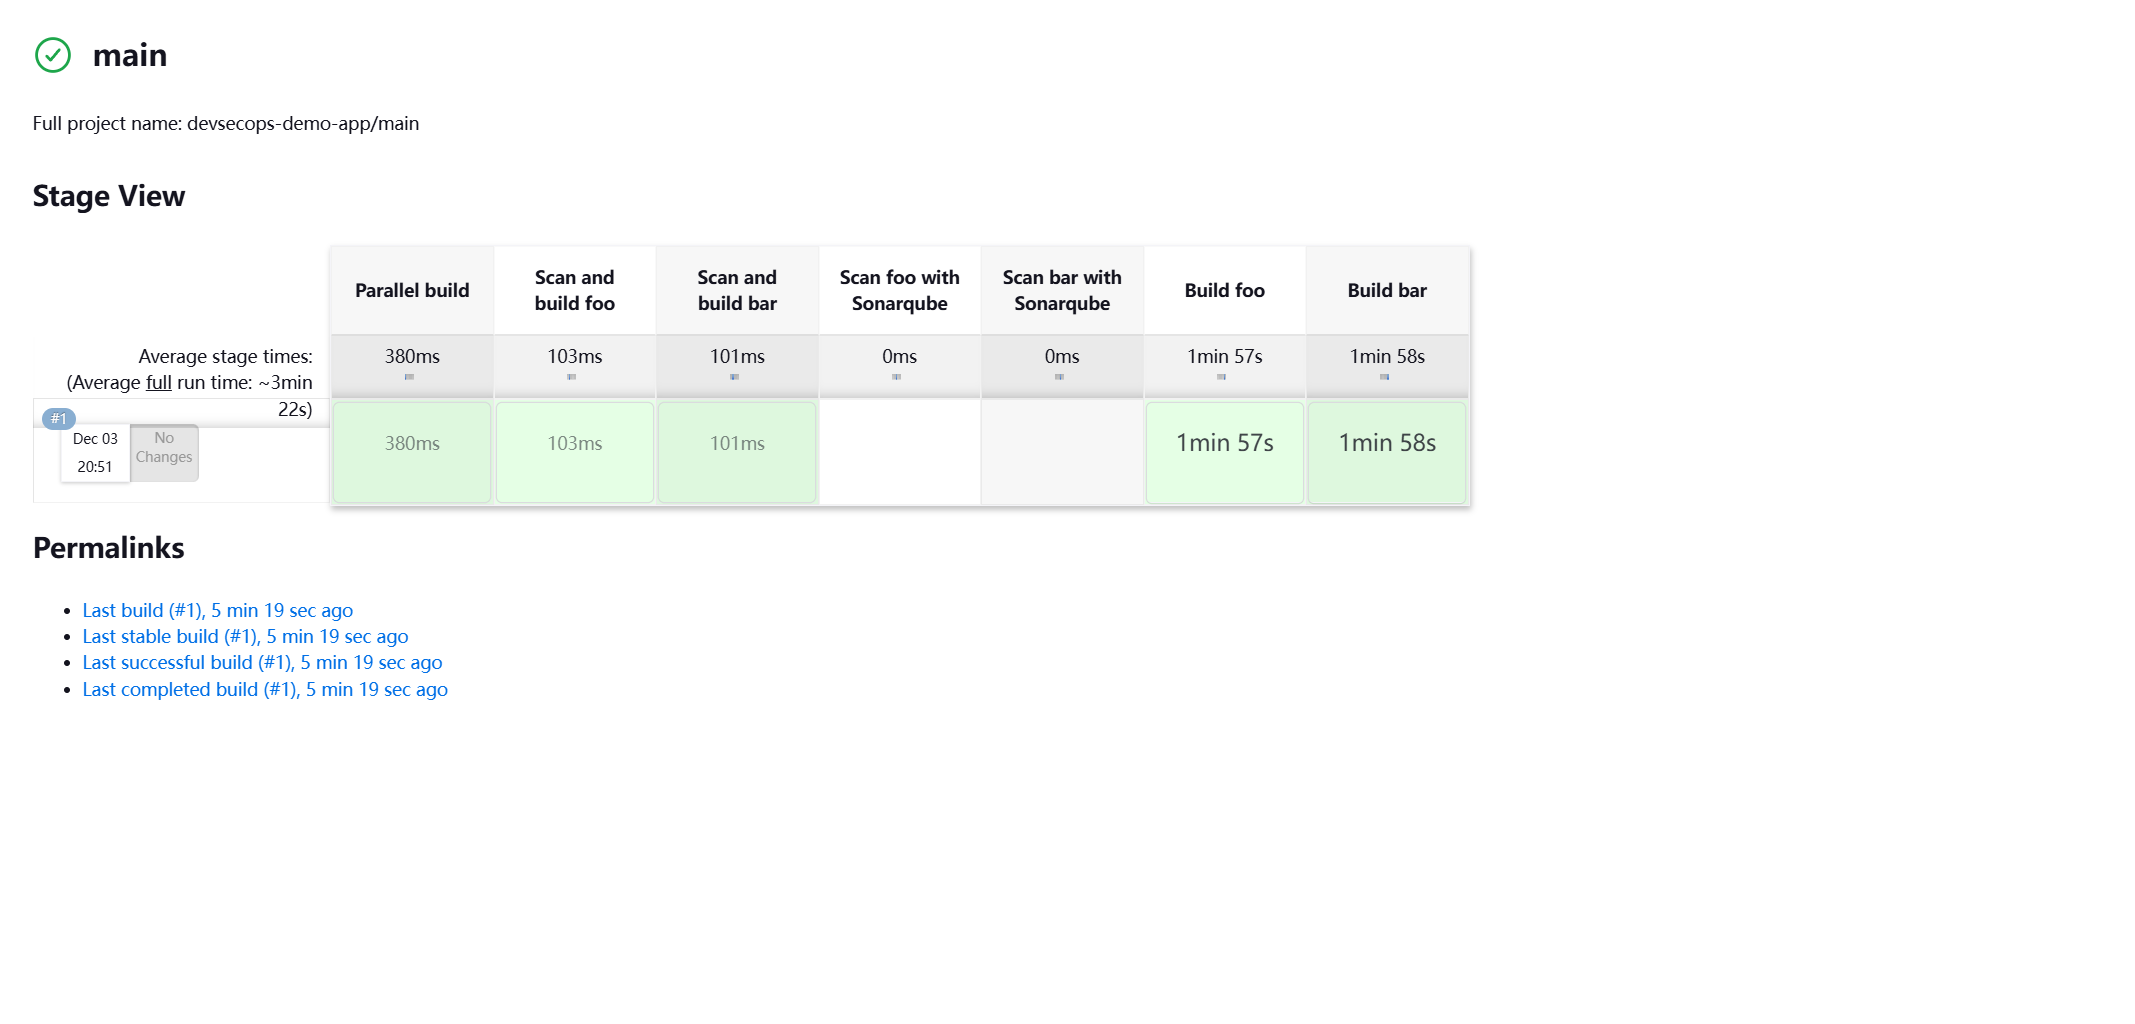 main
Full project name: devsecops-demo-app/main
Stage View
Parallel build
Scan and
build foo
Scan and
build bar
Scan foo with
Sonarqube
Scan bar with
Sonarqube
Build foo
Build bar
Average stage times:
(Average full run time: ~3min
22s)
380ms
103ms
101ms
0ms
0ms
1min 57s
1min 58s
#1
Dec 03
20:51
No
Changes
380ms
103ms
101ms
1min 57s
1min 58s
Permalinks
Last build (#1), 5 min 19 sec ago
Last stable build (#1), 5 min 19 sec ago
Last successful build (#1), 5 min 19 sec ago
Last completed build (#1), 5 min 19 sec ago